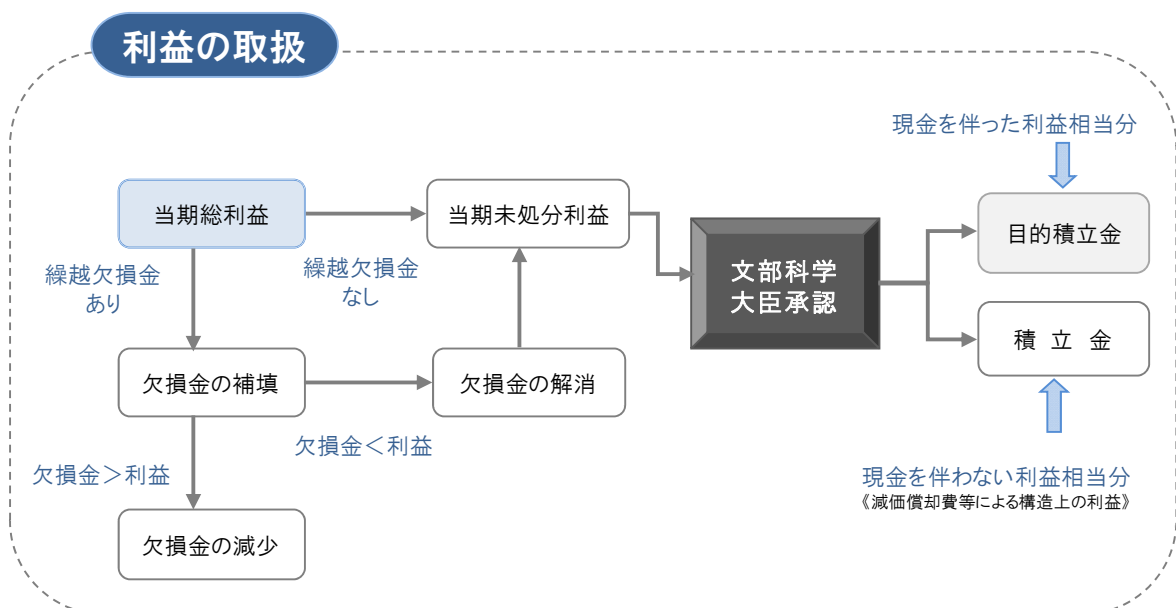 利益の取扱
現金を伴った利益相当分
当期総利益
当期未処分利益
目的積立金
繰越欠損金
あり
繰越欠損金
なし
文部科学
大臣承認
積 立 金
欠損金の補填
欠損金の解消
欠損金＜利益
欠損金＞利益
現金を伴わない利益相当分
《減価償却費等による構造上の利益》
欠損金の減少